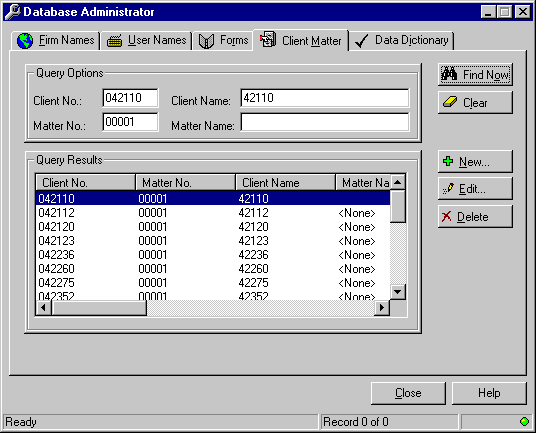 Database Administrator
Firm Names User Names Forms Client Matter Data Dictionary
Query Options
Client No.: 042110 Client Name: 42110
Matter No.: 00001 Matter Name:
Find Now
Clear
Query Results
Client No. Matter No. Client Name Matter Na
042110 00001 42110
042112 00001 42112 <None>
042120 00001 42120 <None>
042123 00001 42123 <None>
042236 00001 42236 <None>
042260 00001 42260 <None>
042275 00001 42275 <None>
042352 00001 42352 <None>
New...
Edit...
Delete
Close Help
Ready Record 0 of 0